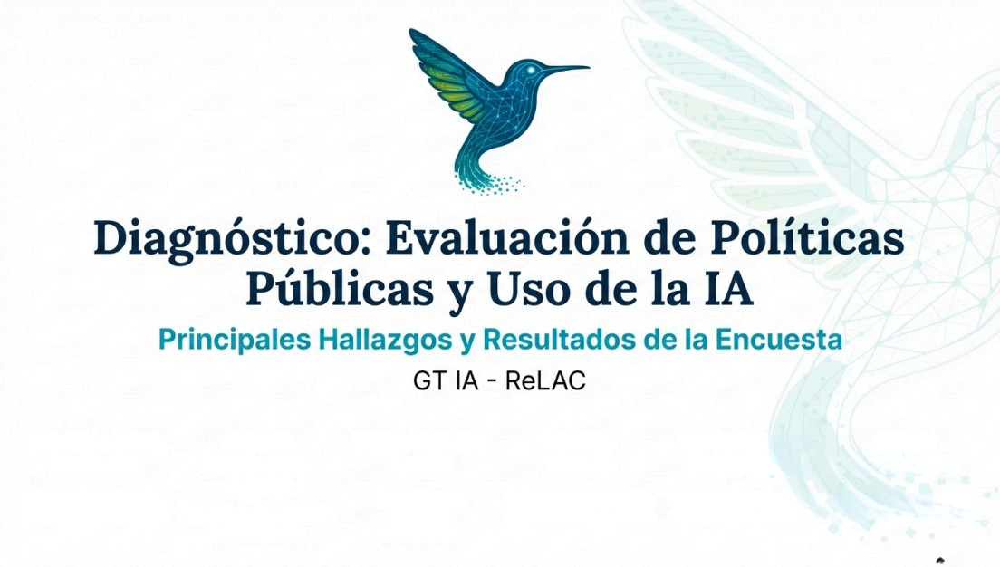 Diagnóstico: Evaluación de Políticas
Públicas y Uso de la IA
Principales Hallazgos y Resultados de la Encuesta
GT IA - ReLAC